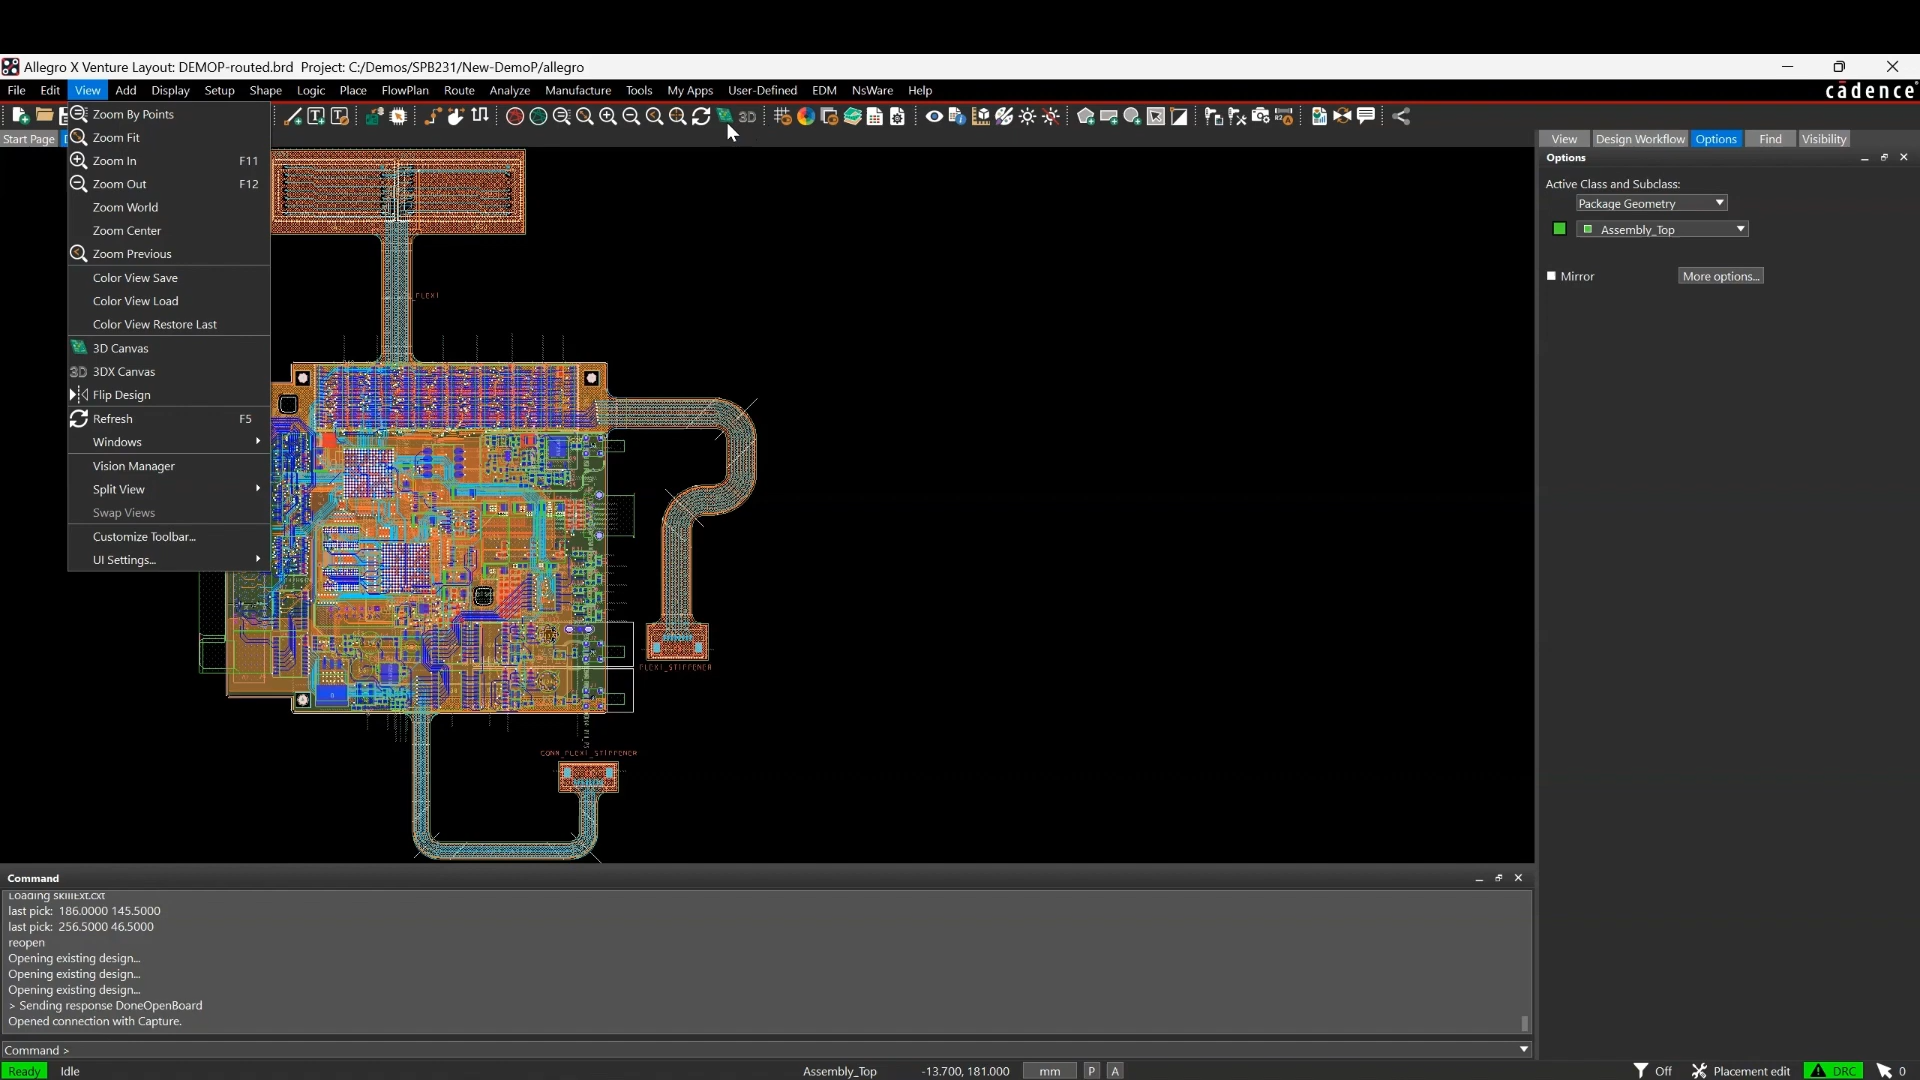 Allegro X Venture Layout: DEMOP-routed.brd  Project: C:/Demos/SPB231/New-DemoP/allegro
File Edit View Add Display Setup Shape Logic Place FlowPlan Route Analyze Manufacture Tools My Apps User-Defined EDM NsWare Help
cadence
3D
Start Page
Zoom By Points
Zoom Fit
Zoom In F11
Zoom Out F12
Zoom World
Zoom Center
Zoom Previous
Color View Save
Color View Load
Color View Restore Last
3D Canvas
3D 3DX Canvas
Flip Design
Refresh F5
Windows
Vision Manager
Split View
Swap Views
Customize Toolbar...
UI Settings...
FLEXI_STIFFENER
CONN_FLEXI_STIFFENER
View Design Workflow Options Find Visibility
Options
Active Class and Subclass:
Package Geometry
Assembly_Top
Mirror More options...
Command
Loading skillExt.cxt
last pick:  186.0000 145.5000
last pick:  256.5000 46.5000
reopen
Opening existing design...
Opening existing design...
Opening existing design...
> Sending response DoneOpenBoard
Opened connection with Capture.
Command >
Ready Idle Assembly_Top -13.700, 181.000 mm P A Off Placement edit DRC 0